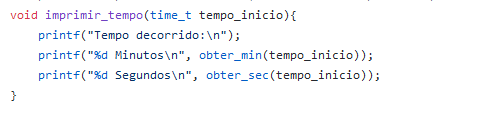 void imprimir_tempo(time_t tempo_inicio){
    printf("Tempo decorrido:\n");
    printf("%d Minutos\n", obter_min(tempo_inicio));
    printf("%d Segundos\n", obter_sec(tempo_inicio));
}